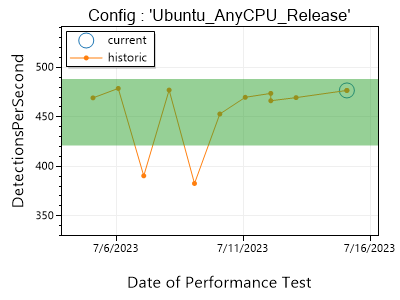 Config : 'Ubuntu_AnyCPU_Release'
current
historic
DetectionsPerSecond
500
450
400
350
7/6/2023
7/11/2023
7/16/2023
Date of Performance Test